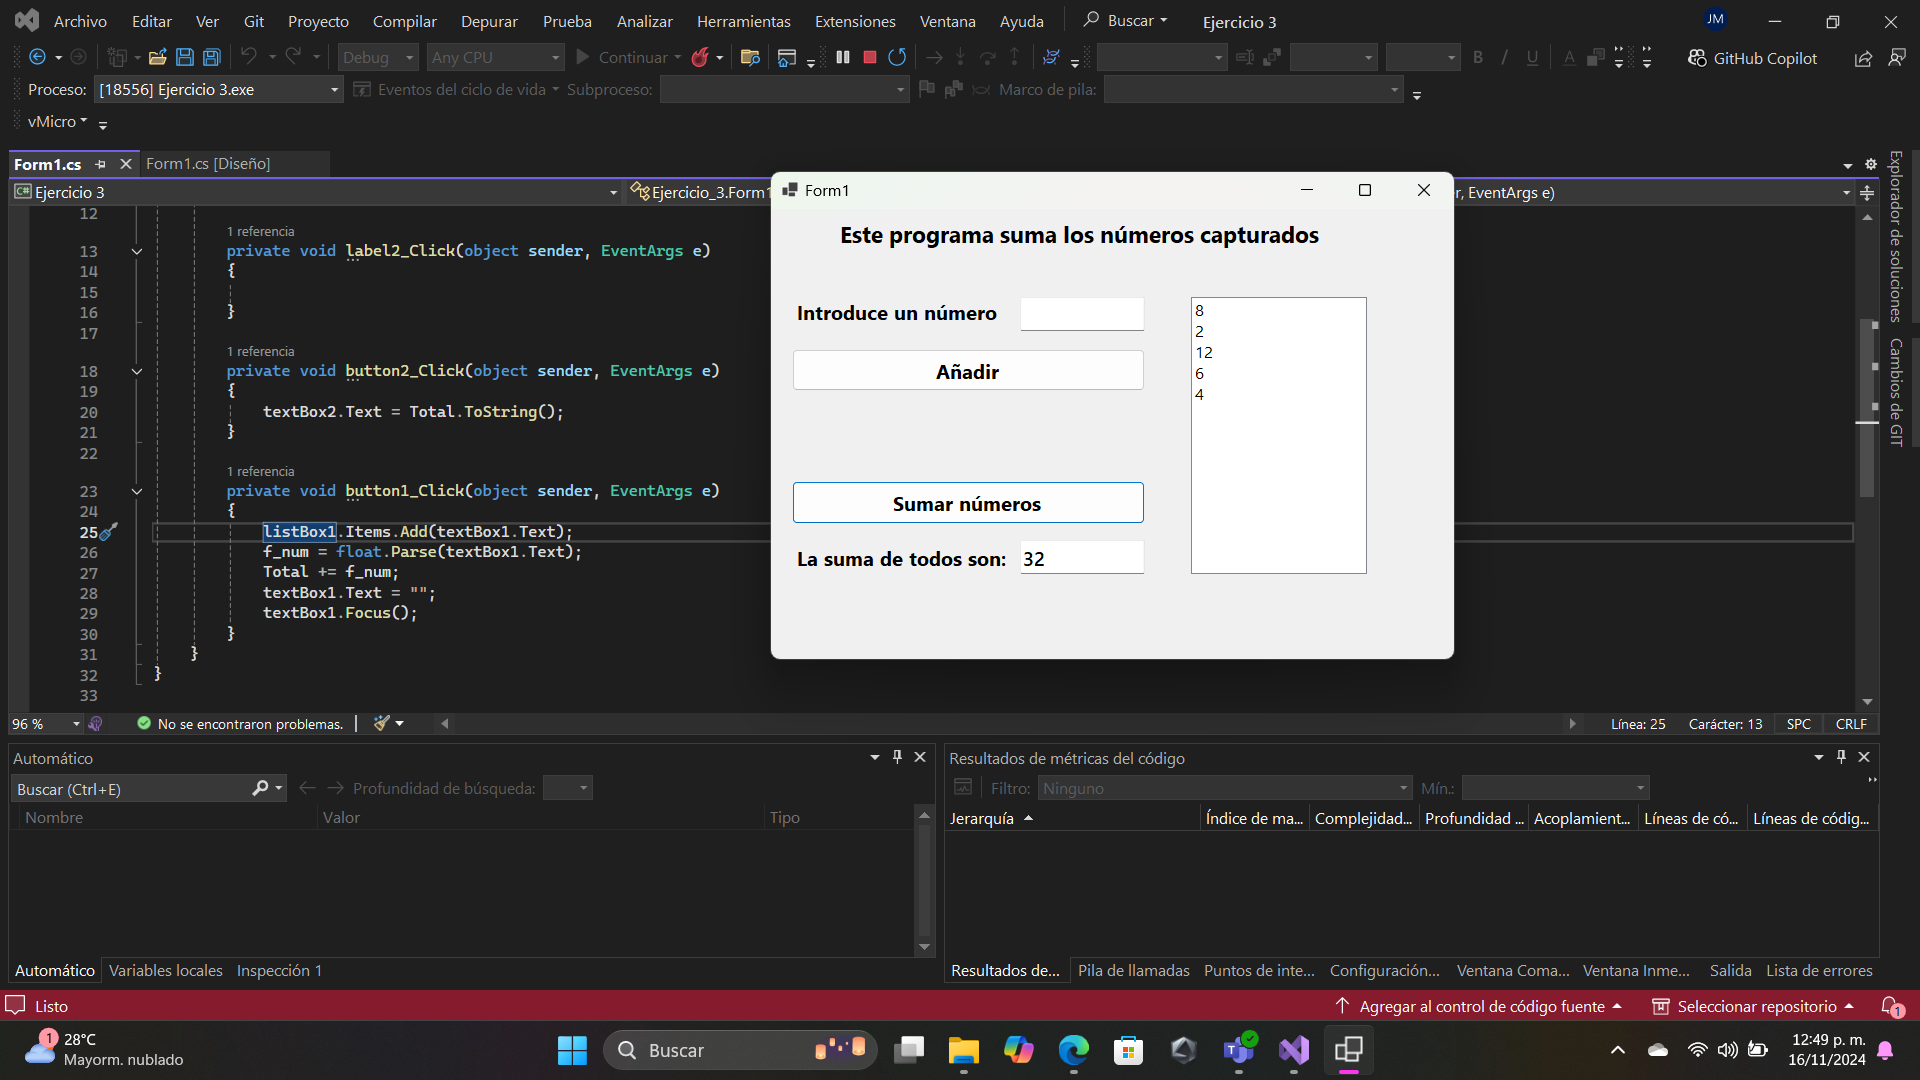 Archivo Editar Ver Git Proyecto Compilar Depurar Prueba Analizar Herramientas Extensiones Ventana Ayuda Buscar Ejercicio 3 JM
Debug Any CPU Continuar B I U A GitHub Copilot
Proceso: [18556] Ejercicio 3.exe Eventos del ciclo de vida Subproceso: Marco de pila:
vMicro
Form1.cs Form1.cs [Diseño]
C# Ejercicio 3 Ejercicio_3.Form1 r, EventArgs e)
12
1 referencia
13 private void label2_Click(object sender, EventArgs e)
14 {
15
16 }
17
1 referencia
18 private void button2_Click(object sender, EventArgs e)
19 {
20 textBox2.Text = Total.ToString();
21 }
22
1 referencia
23 private void button1_Click(object sender, EventArgs e)
24 {
25 listBox1.Items.Add(textBox1.Text);
26 f_num = float.Parse(textBox1.Text);
27 Total += f_num;
28 textBox1.Text = "";
29 textBox1.Focus();
30 }
31 }
32 }
33
Form1
Este programa suma los números capturados
Introduce un número
Añadir
Sumar números
La suma de todos son: 32
8
2
12
6
4
Explorador de soluciones
Cambios de GIT
96 % No se encontraron problemas. Línea: 25 Carácter: 13 SPC CRLF
Automático
Buscar (Ctrl+E) Profundidad de búsqueda:
Nombre Valor Tipo
Automático Variables locales Inspección 1
Resultados de métricas del código
Filtro: Ninguno Mín.:
Jerarquía Índice de ma... Complejidad... Profundidad ... Acoplamient... Líneas de có... Líneas de códig...
Resultados de... Pila de llamadas Puntos de inte... Configuración... Ventana Coma... Ventana Inme... Salida Lista de errores
Listo Agregar al control de código fuente Seleccionar repositorio 1
1 28°C
Mayorm. nublado
Buscar
12:49 p. m.
16/11/2024